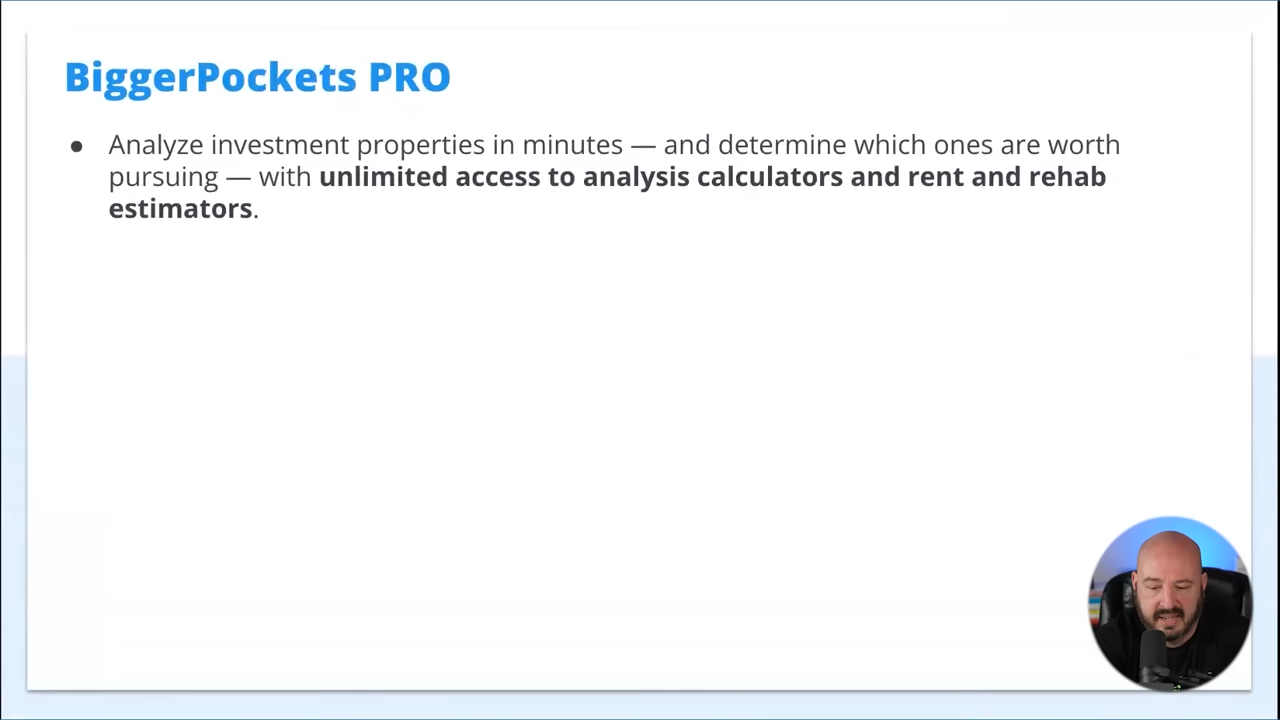 BiggerPockets PRO
● Analyze investment properties in minutes — and determine which ones are worth
pursuing — with unlimited access to analysis calculators and rent and rehab
estimators.